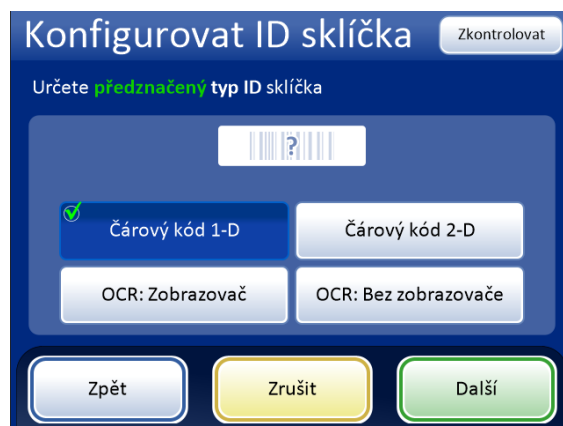 Konfigurovat ID sklíčka
Zkontrolovat
Určete předznačený typ ID sklíčka
?
Čárový kód 1-D
Čárový kód 2-D
OCR: Zobrazovač
OCR: Bez zobrazovače
Zpět
Zrušit
Další